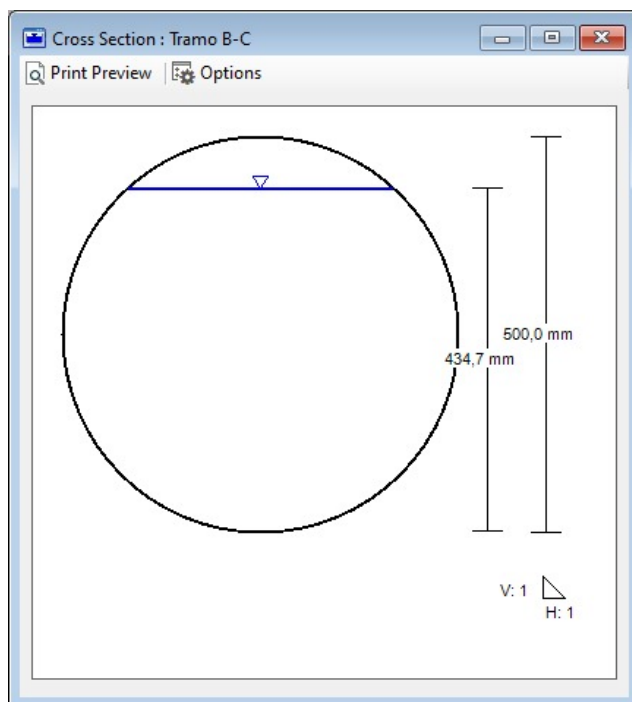 Cross Section : Tramo B-C
Print Preview Options
500,0 mm
434,7 mm
V: 1
H: 1